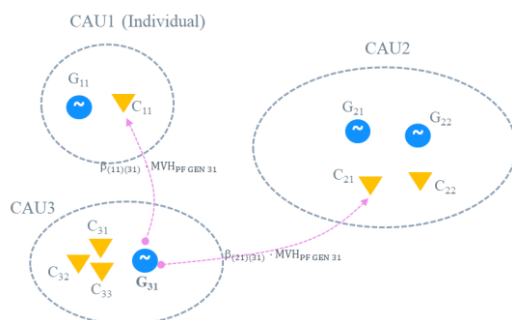 CAU1 (Individual)
CAU2
G11
C11
G21
G22
β(11)(31) · MVHPF GEN 31
C21
C22
CAU3
C31
C32
C33
G31
β(21)(31) · MVHPF GEN 31